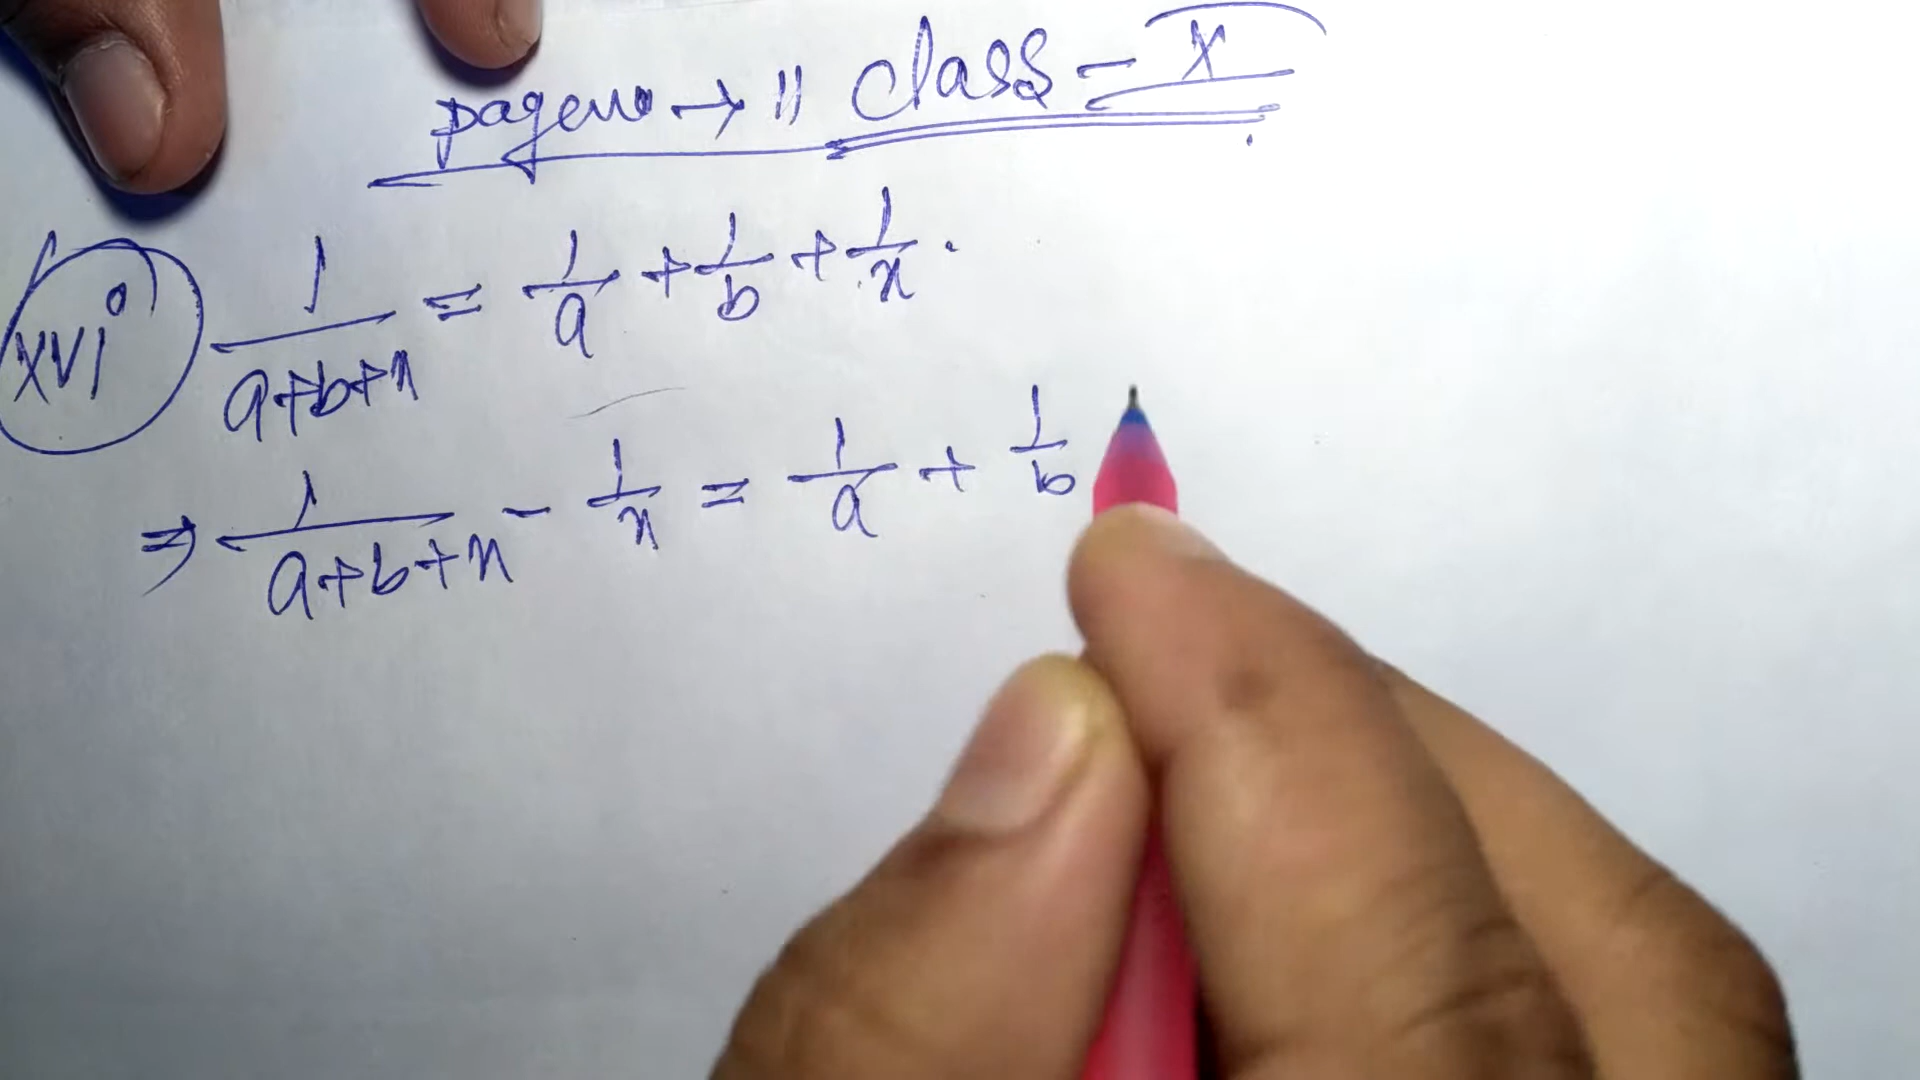 pageno → 11 class - X
xvi 1/(a+b+x) = 1/a + 1/b + 1/x .
⇒ 1/(a+b+x) - 1/x = 1/a + 1/b